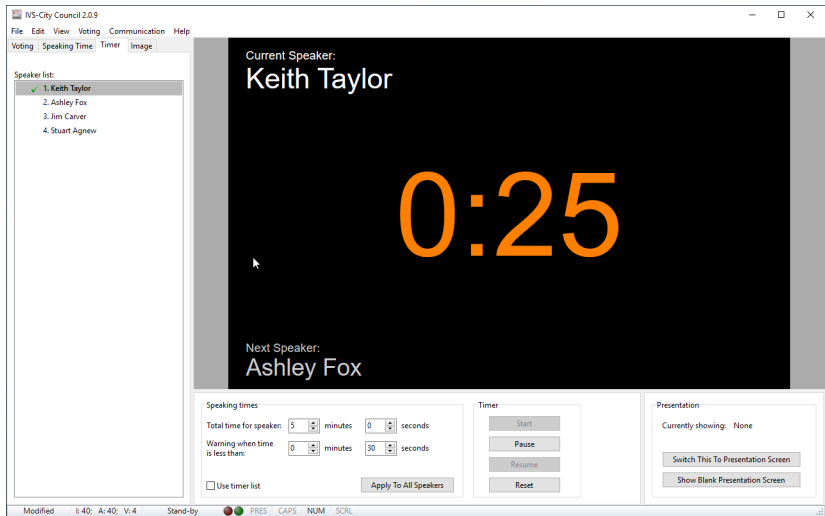 IVS-City Council 2.0.9
File Edit View Voting Communication Help
Voting Speaking Time Timer Image
Speaker list:
1. Keith Taylor
2. Ashley Fox
3. Jim Carver
4. Stuart Agnew
Current Speaker:
Keith Taylor
0:25
Next Speaker:
Ashley Fox
Speaking times
Total time for speaker: 5 minutes 0 seconds
Warning when time
is less than: 0 minutes 30 seconds
Use timer list
Apply To All Speakers
Timer
Start
Pause
Resume
Reset
Presentation
Currently showing: None
Switch This To Presentation Screen
Show Blank Presentation Screen
Modified I: 40; A: 40; V: 4 Stand-by PRES CAPS NUM SCRL